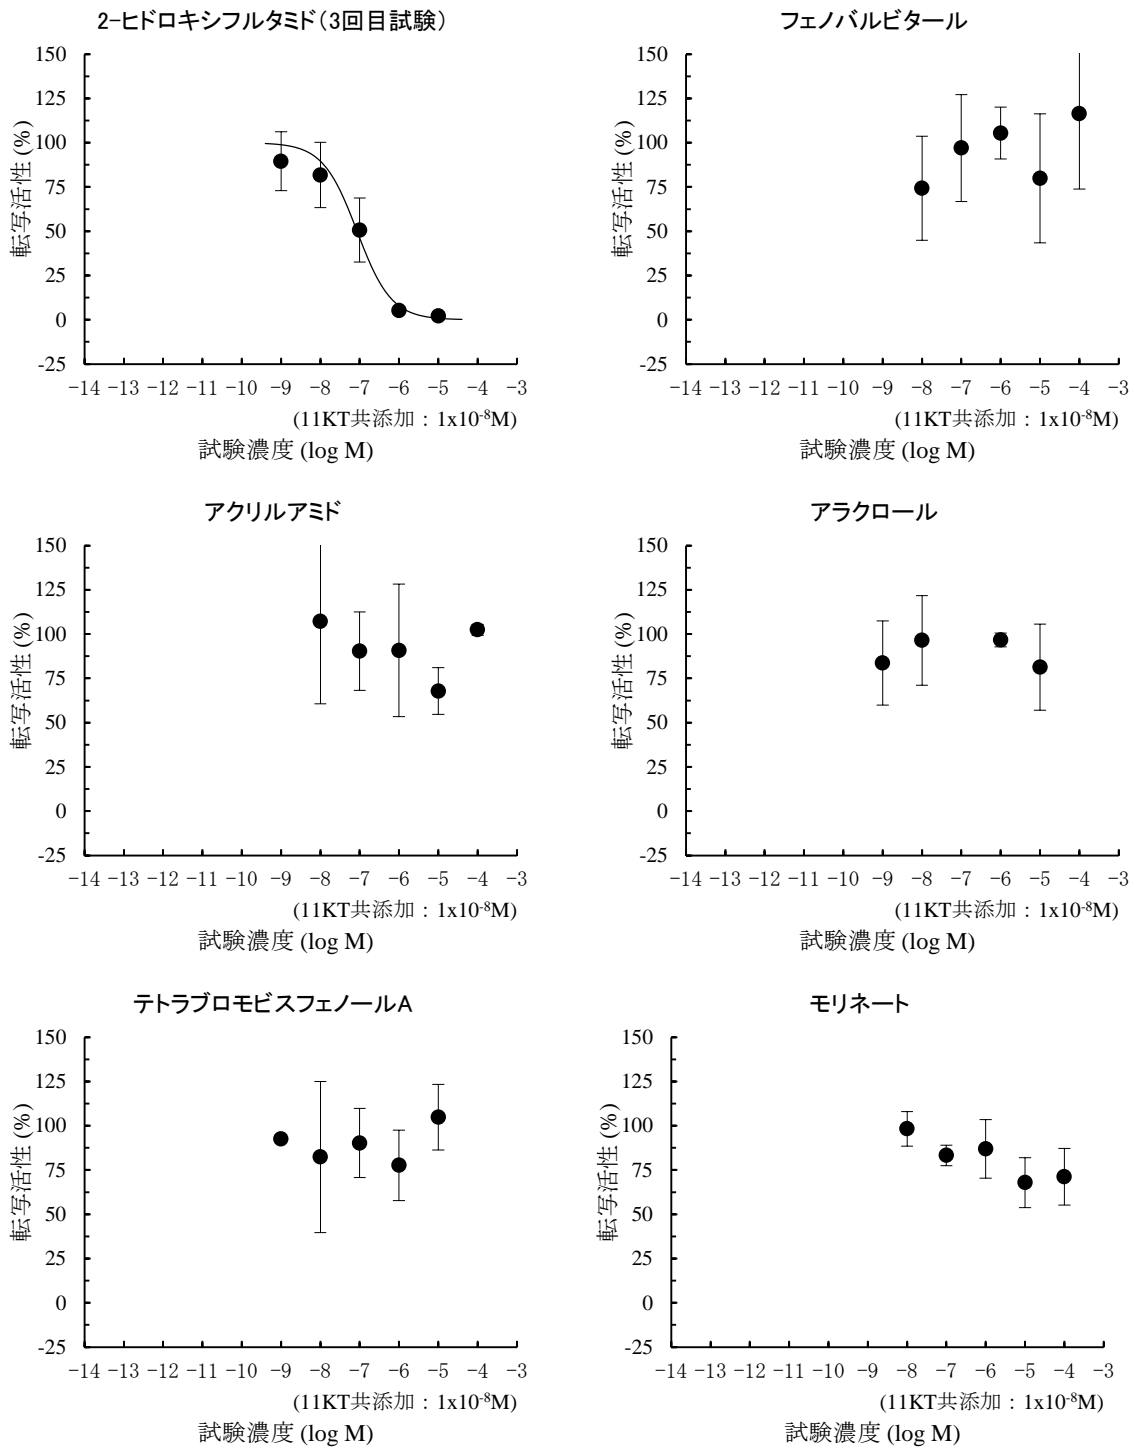 2-ヒドロキシフルタミド（3回目試験）
転写活性 (%)
150
125
100
75
50
25
0
-25
-14 -13 -12 -11 -10 -9 -8 -7 -6 -5 -4 -3
(11KT共添加：1x10-8M)
試験濃度 (log M)
フェノバルビタール
転写活性 (%)
150
125
100
75
50
25
0
-25
-14 -13 -12 -11 -10 -9 -8 -7 -6 -5 -4 -3
(11KT共添加：1x10-8M)
試験濃度 (log M)
アクリルアミド
転写活性 (%)
150
125
100
75
50
25
0
-25
-14 -13 -12 -11 -10 -9 -8 -7 -6 -5 -4 -3
(11KT共添加：1x10-8M)
試験濃度 (log M)
アラクロール
転写活性 (%)
150
125
100
75
50
25
0
-25
-14 -13 -12 -11 -10 -9 -8 -7 -6 -5 -4 -3
(11KT共添加：1x10-8M)
試験濃度 (log M)
テトラブロモビスフェノールA
転写活性 (%)
150
125
100
75
50
25
0
-25
-14 -13 -12 -11 -10 -9 -8 -7 -6 -5 -4 -3
(11KT共添加：1x10-8M)
試験濃度 (log M)
モリネート
転写活性 (%)
150
125
100
75
50
25
0
-25
-14 -13 -12 -11 -10 -9 -8 -7 -6 -5 -4 -3
(11KT共添加：1x10-8M)
試験濃度 (log M)